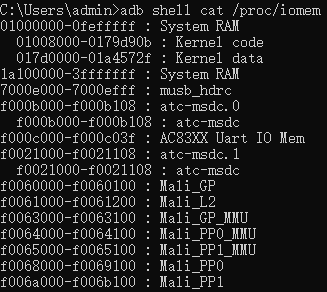 C:\Users\admin>adb shell cat /proc/iomem
01000000-0fefffff : System RAM
  01008000-0179d90b : Kernel code
  017d0000-01a4572f : Kernel data
1a100000-3fffffff : System RAM
7000e000-7000efff : musb_hdrc
f000b000-f000b108 : atc-msdc.0
  f000b000-f000b108 : atc-msdc
f000c000-f000c03f : AC83XX Uart IO Mem
f0021000-f0021108 : atc-msdc.1
  f0021000-f0021108 : atc-msdc
f0060000-f0060100 : Mali_GP
f0061000-f0061200 : Mali_L2
f0063000-f0063100 : Mali_GP_MMU
f0064000-f0064100 : Mali_PP0_MMU
f0065000-f0065100 : Mali_PP1_MMU
f0068000-f0069100 : Mali_PP0
f006a000-f006b100 : Mali_PP1